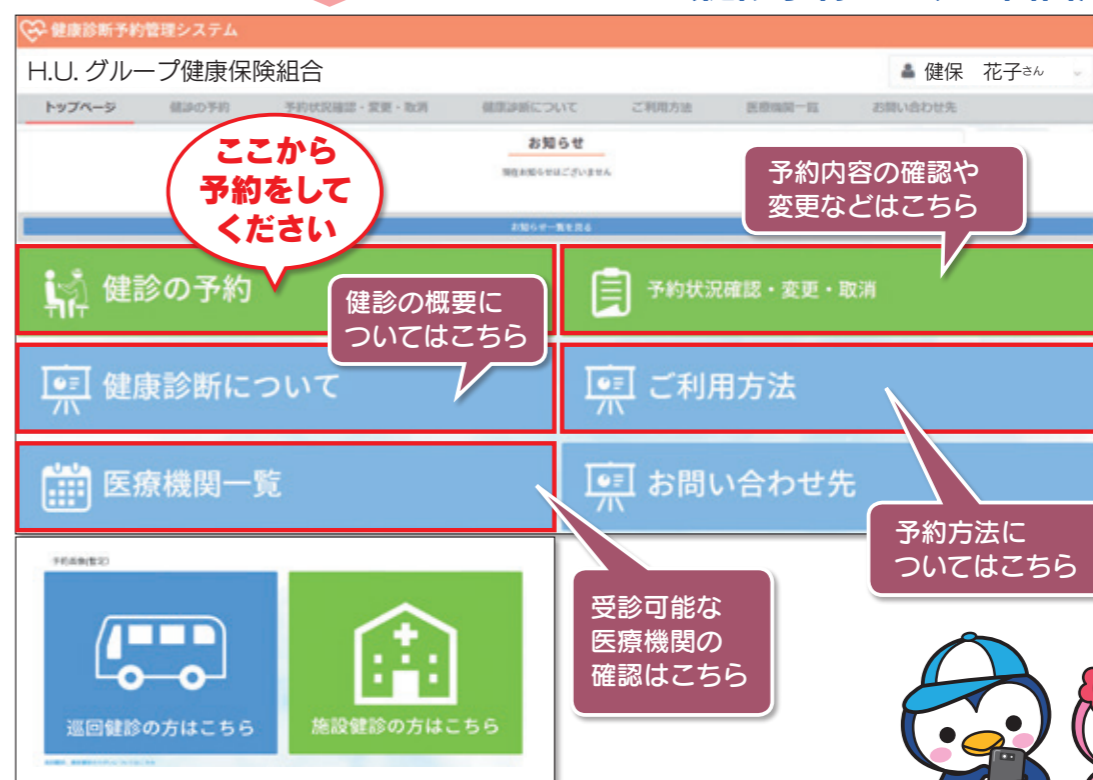 健康診断予約管理システム
H.U. グループ健康保険組合
健保 花子さん
トップページ 健診の予約 予約状況確認・変更・取消 健康診断について ご利用方法 医療機関一覧 お問い合わせ先
お知らせ
現在お知らせはございません
お知らせ一覧を見る
ここから
予約をして
ください
予約内容の確認や
変更などはこちら
健診の予約
予約状況確認・変更・取消
健診の概要に
ついてはこちら
健康診断について
ご利用方法
医療機関一覧
お問い合わせ先
予約方法に
ついてはこちら
受診可能な
医療機関の
確認はこちら
巡回健診の方はこちら
施設健診の方はこちら